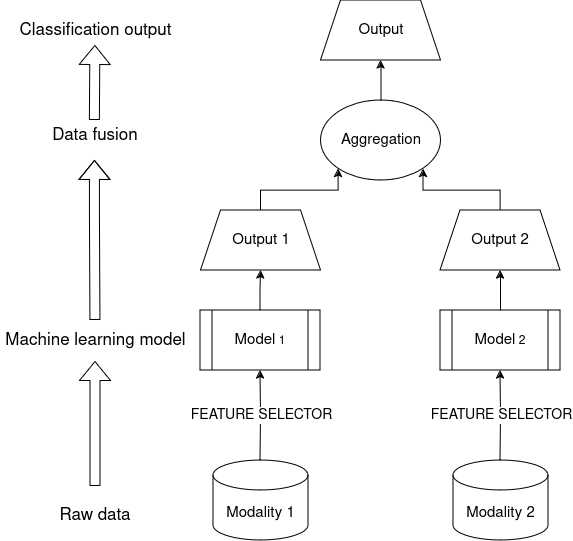 Classification output
Output
Data fusion
Aggregation
Output 1
Output 2
Machine learning model
Model 1
Model 2
FEATURE SELECTOR
FEATURE SELECTOR
Raw data
Modality 1
Modality 2